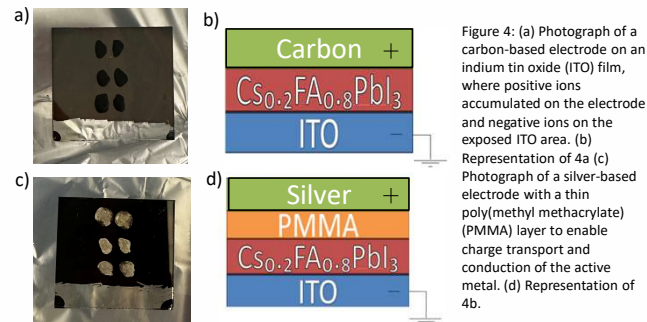 a)
b)
Carbon +
Cs0.2FA0.8PbI3
ITO –
c)
d)
Silver +
PMMA
Cs0.2FA0.8PbI3
ITO –
Figure 4: (a) Photograph of a
carbon-based electrode on an
indium tin oxide (ITO) film,
where positive ions
accumulated on the electrode
and negative ions on the
exposed ITO area. (b)
Representation of 4a (c)
Photograph of a silver-based
electrode with a thin
poly(methyl methacrylate)
(PMMA) layer to enable
charge transport and
conduction of the active
metal. (d) Representation of
4b.